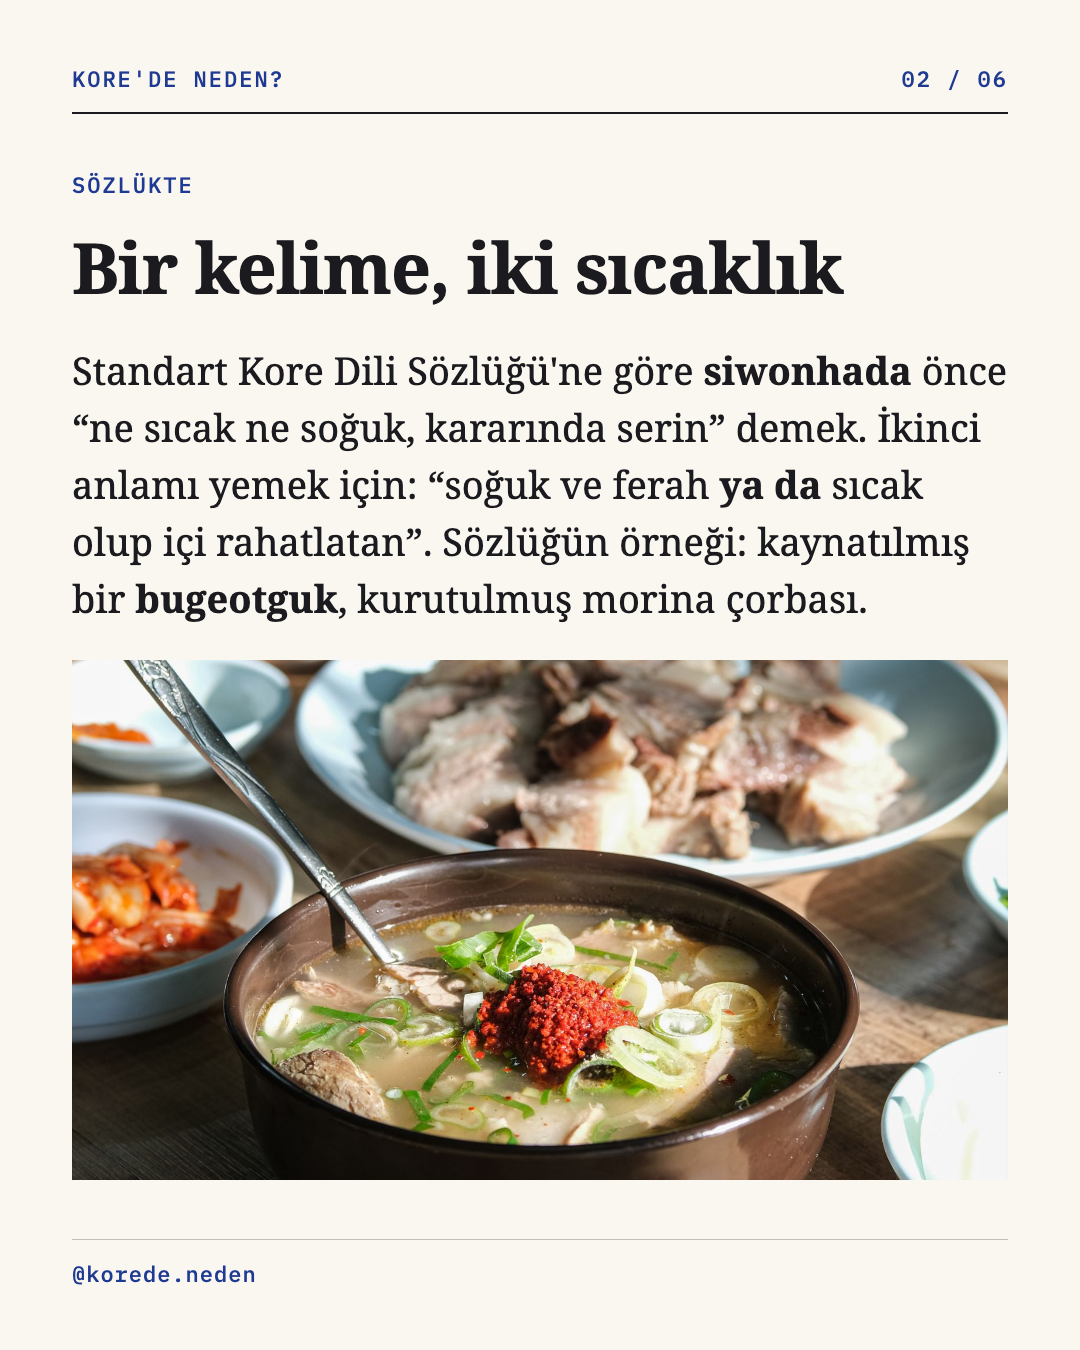 KORE'DE NEDEN?
02 / 06
SÖZLÜKTE
Bir kelime, iki sıcaklık
Standart Kore Dili Sözlüğü'ne göre siwonhada önce
“ne sıcak ne soğuk, kararında serin” demek. İkinci
anlamı yemek için: “soğuk ve ferah ya da sıcak
olup içi rahatlatan”. Sözlüğün örneği: kaynatılmış
bir bugeotguk, kurutulmuş morina çorbası.
@korede.neden